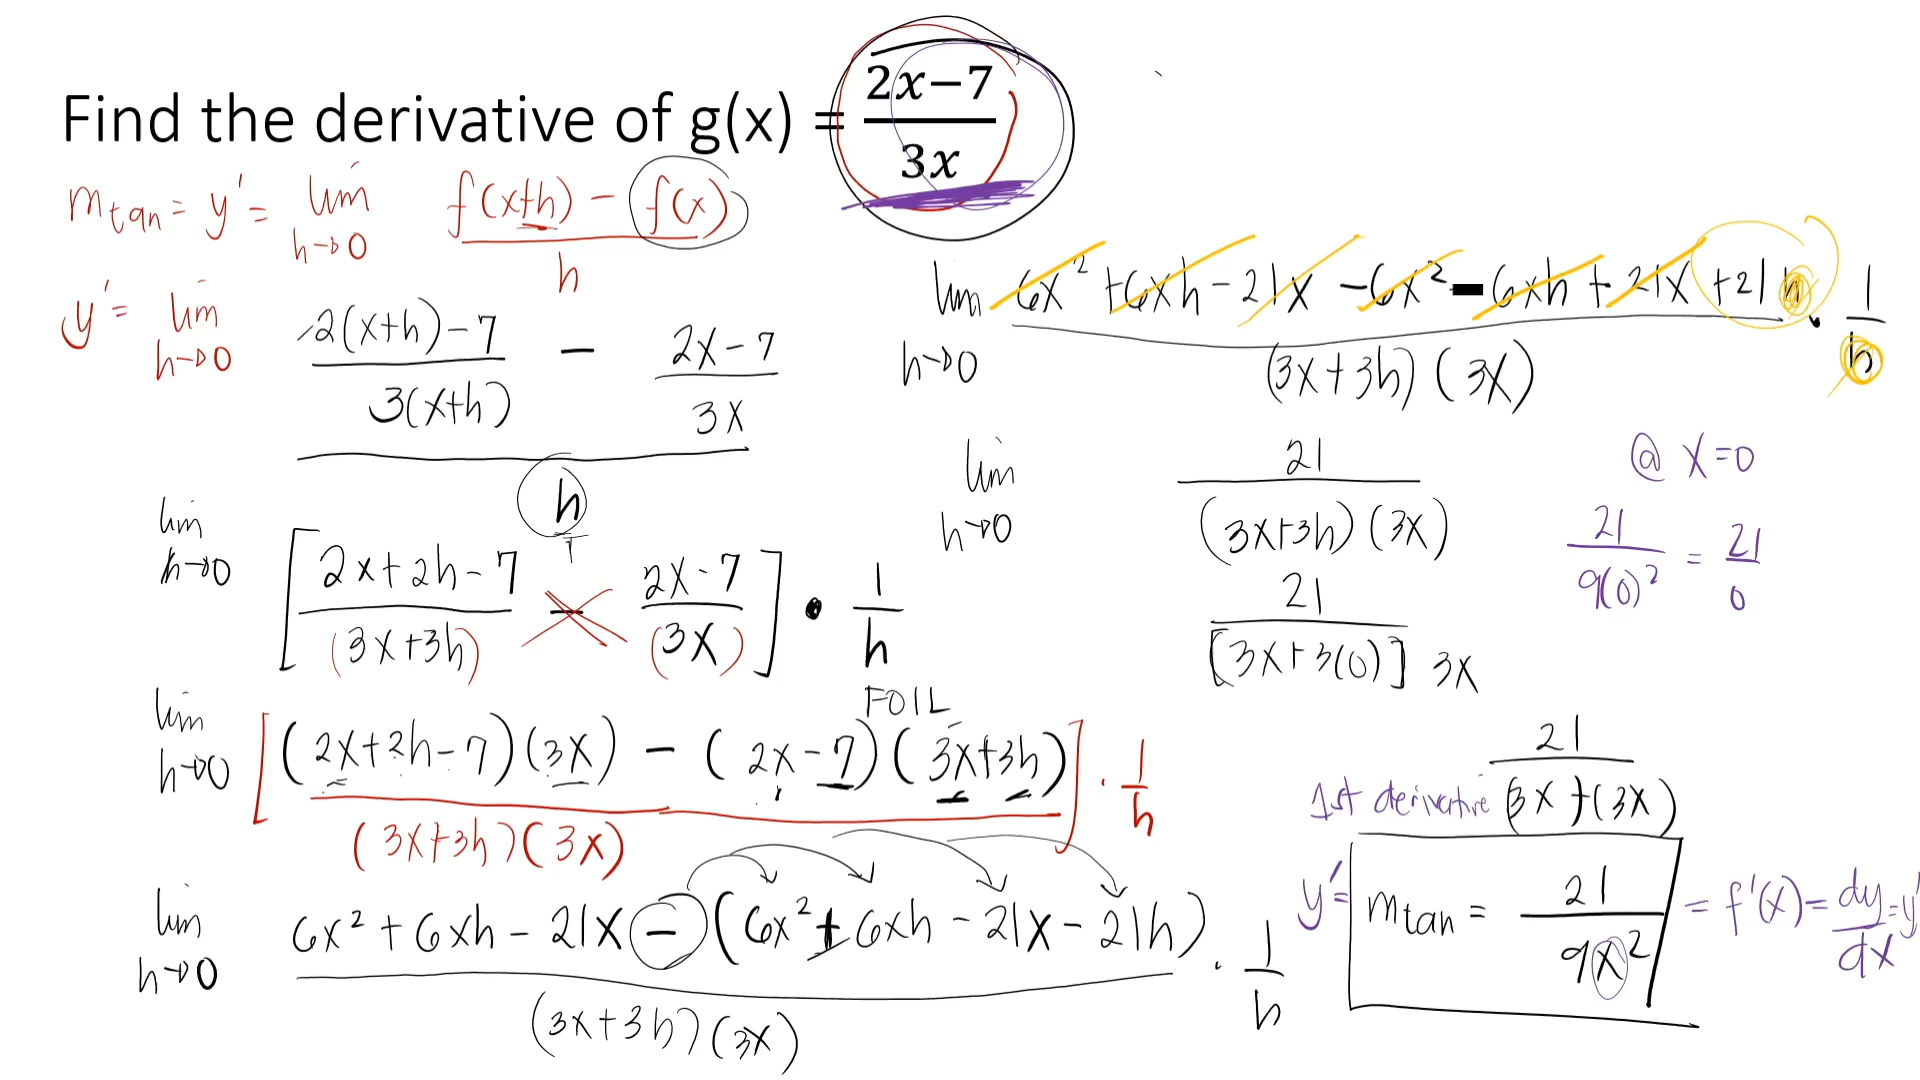 Find the derivative of g(x) = (2x−7)/(3x)
m_tan = y' = lim h→0 (f(x+h) − f(x))/h
y' = lim h→0 ((2(x+h)−7)/(3(x+h)) − (2x−7)/(3x))/h
lim h→0 [(2x+2h−7)/(3x+3h) − (2x-7)/(3x)] • 1/h
FOIL
lim h→0 [((2x+2h−7)(3x) − (2x−7)(3x+3h))/((3x+3h)(3x))] · 1/h
lim h→0 (6x² + 6xh − 21x − (6x² + 6xh − 21x − 21h))/((3x+3h)(3x)) · 1/h
lim h→0 (6x² + 6xh − 21x − 6x² − 6xh + 21x + 21h)/((3x+3h)(3x)) · 1/h
lim h→0 21/((3x+3h)(3x))
21/([3x+3(0)] 3x)
@ x=0
21/(9(0)²) = 21/0
21/((3x)(3x))
1st derivative
y' = m_tan = 21/(9x²) = f'(x) = dy/dx = y'